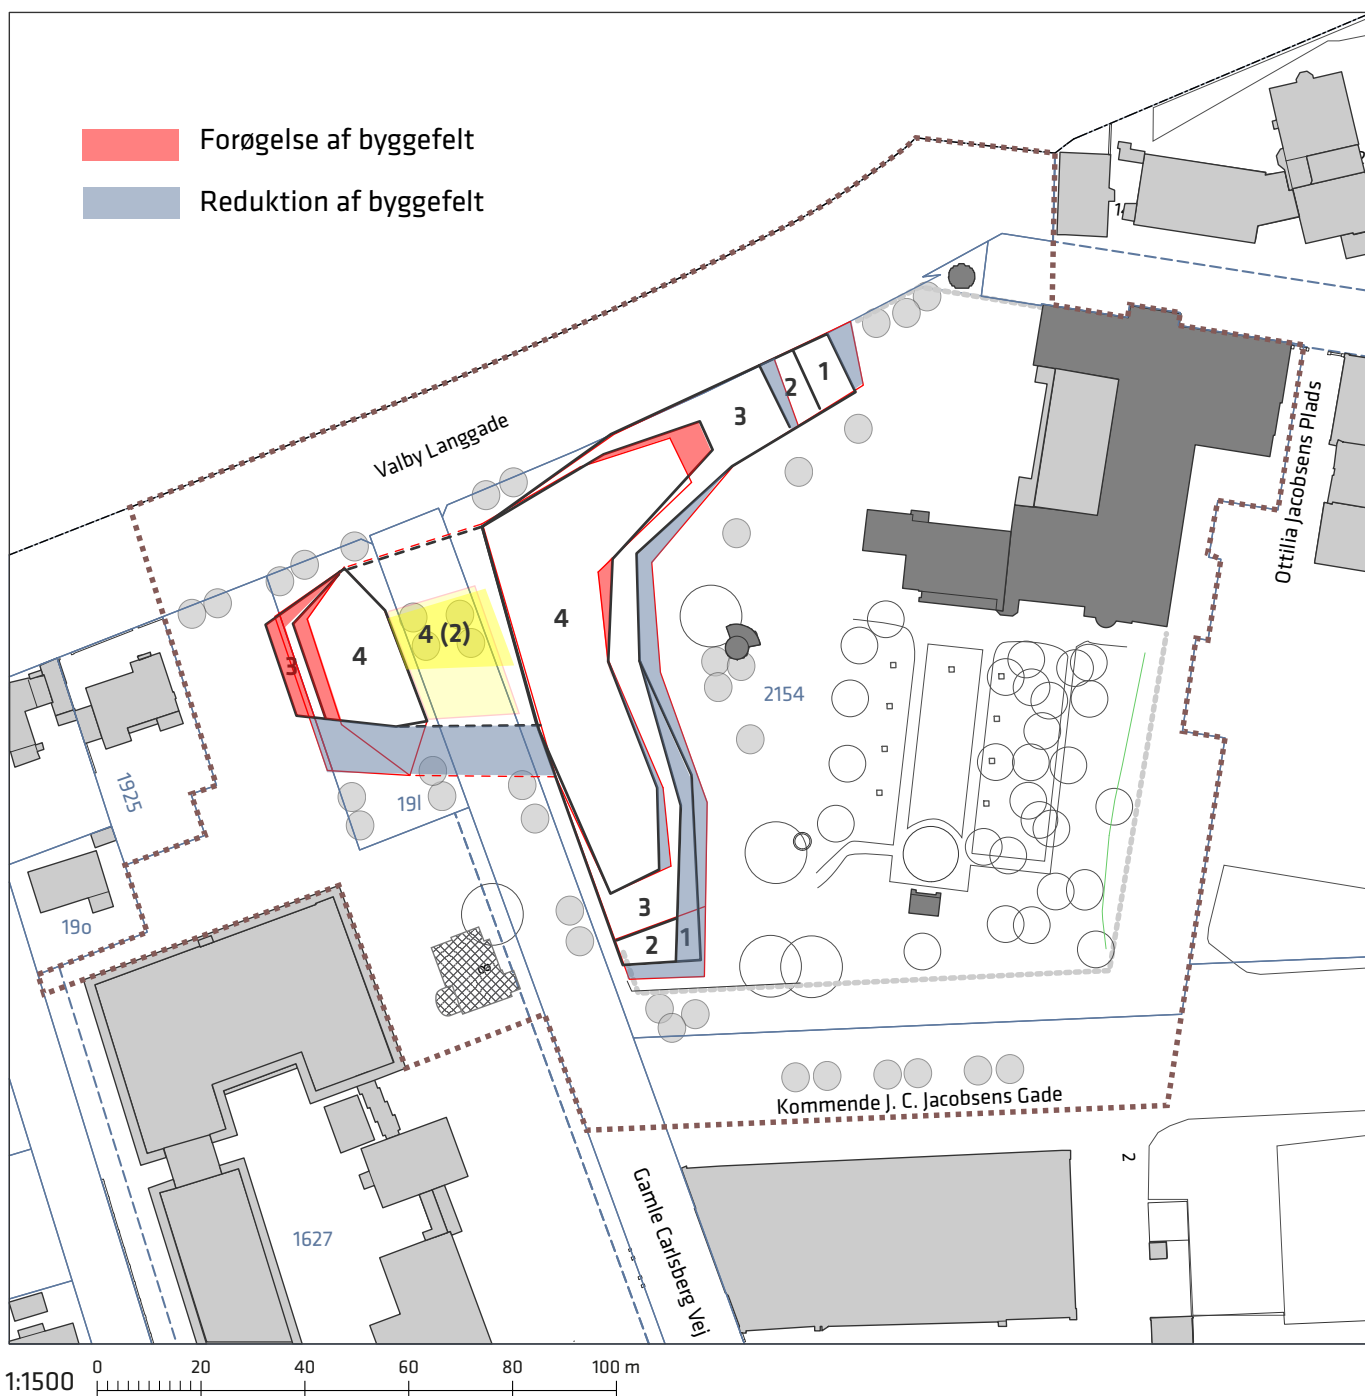 Forøgelse af byggefelt
Reduktion af byggefelt
Valby Langgade
Ottilia Jacobsens Plads
1
2
3
4
4 (2)
4
3
2154
1925
19l
19o
3
2
1
Kommende J. C. Jacobsens Gade
Gamle Carlsberg Vej
2
1627
1:1500
0 20 40 60 80 100 m